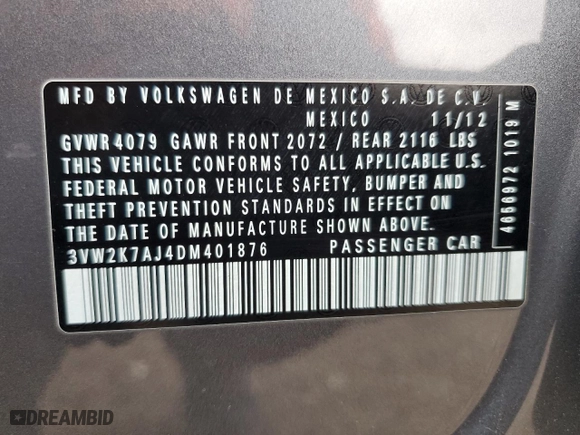 MFD BY VOLKSWAGEN DE MEXICO S.A. DE C.V.
MEXICO 11/12
GVWR 4079 GAWR FRONT 2072 / REAR 2116 LBS
THIS VEHICLE CONFORMS TO ALL APPLICABLE U.S.
FEDERAL MOTOR VEHICLE SAFETY, BUMPER AND
THEFT PREVENTION STANDARDS IN EFFECT ON
THE DATE OF MANUFACTURE SHOWN ABOVE.
3VW2K7AJ4DM401876 PASSENGER CAR
4656972 1019 M
DREAMBID